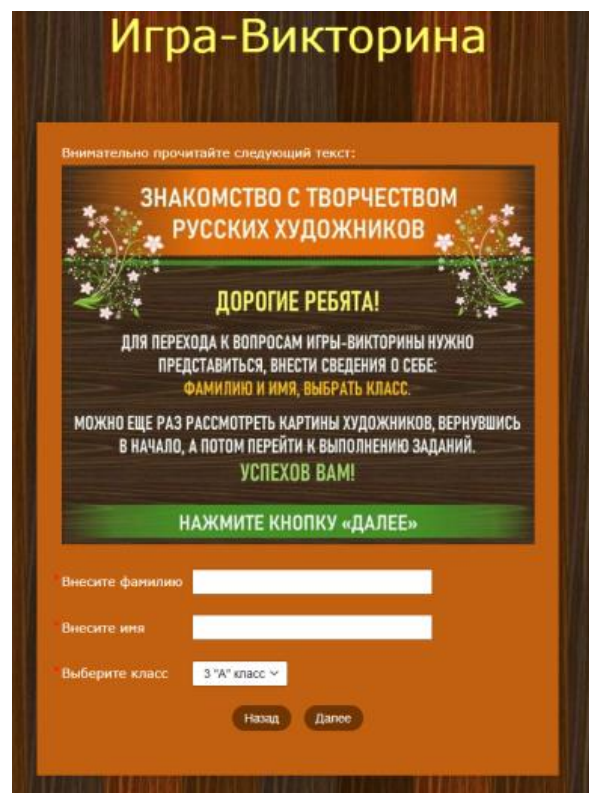 Игра-Викторина
Внимательно прочитайте следующий текст:
ЗНАКОМСТВО С ТВОРЧЕСТВОМ
РУССКИХ ХУДОЖНИКОВ
ДОРОГИЕ РЕБЯТА!
ДЛЯ ПЕРЕХОДА К ВОПРОСАМ ИГРЫ-ВИКТОРИНЫ НУЖНО
ПРЕДСТАВИТЬСЯ, ВНЕСТИ СВЕДЕНИЯ О СЕБЕ:
ФАМИЛИЮ И ИМЯ, ВЫБРАТЬ КЛАСС.
МОЖНО ЕЩЕ РАЗ РАССМОТРЕТЬ КАРТИНЫ ХУДОЖНИКОВ, ВЕРНУВШИСЬ
В НАЧАЛО, А ПОТОМ ПЕРЕЙТИ К ВЫПОЛНЕНИЮ ЗАДАНИЙ.
УСПЕХОВ ВАМ!
НАЖМИТЕ КНОПКУ «ДАЛЕЕ»
*Внесите фамилию
*Внесите имя
*Выберите класс 3 "А" класс
Назад Далее